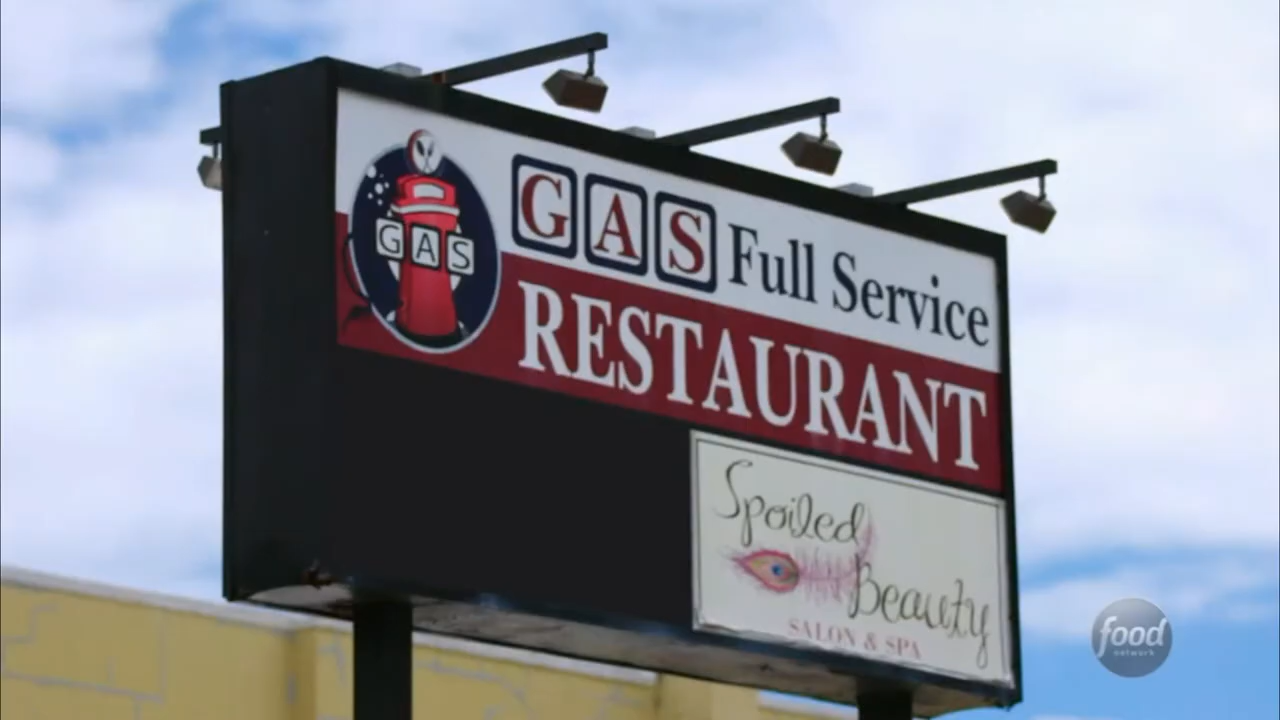 GAS
GAS Full Service
RESTAURANT
Spoiled
Beauty
SALON & SPA
food
network